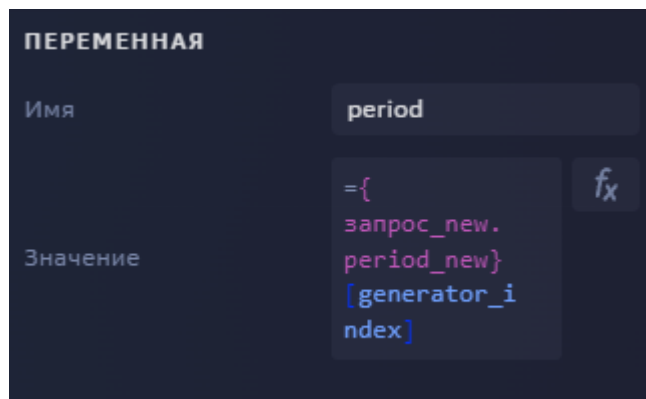 ПЕРЕМЕННАЯ
Имя
period
Значение
={
запрос_new.
period_new}
[generator_i
ndex]
fx